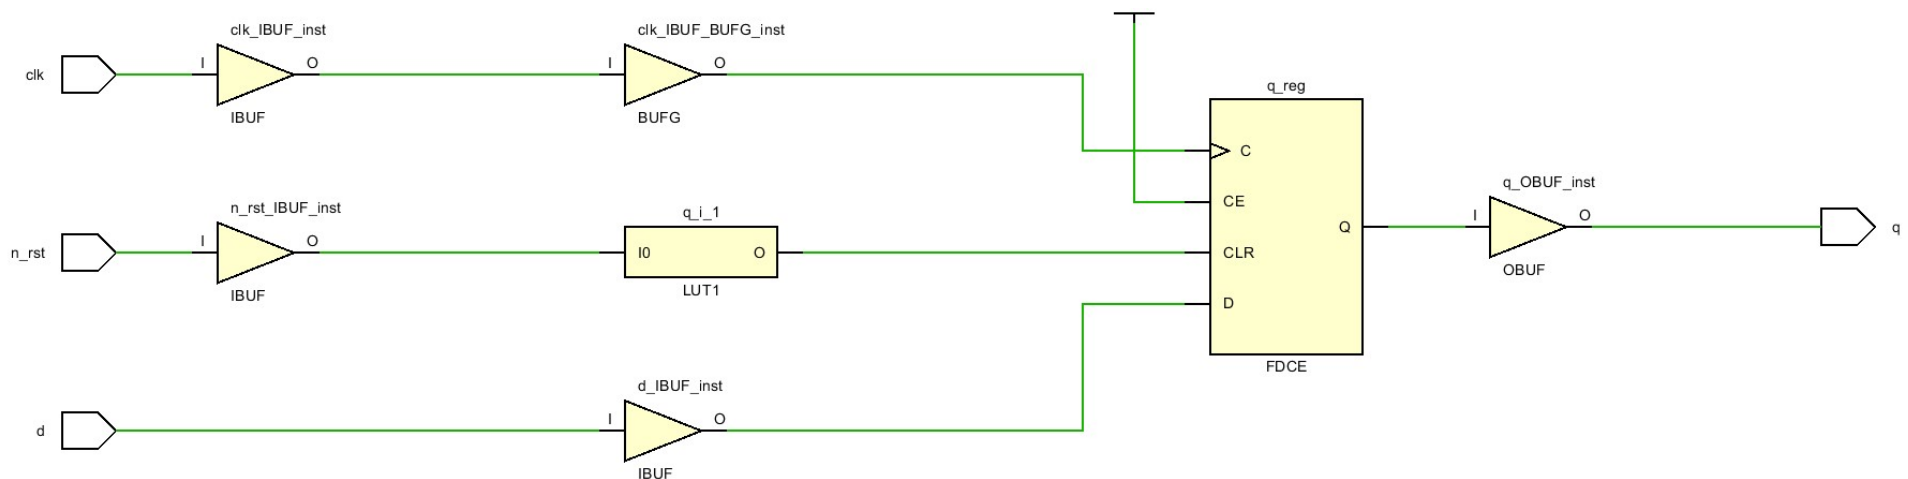 clk
I
clk_IBUF_inst
O
IBUF
I
clk_IBUF_BUFG_inst
O
BUFG
n_rst
I
n_rst_IBUF_inst
O
IBUF
q_i_1
I0
O
LUT1
d
I
d_IBUF_inst
O
IBUF
q_reg
C
CE
CLR
D
Q
FDCE
I
q_OBUF_inst
O
OBUF
q